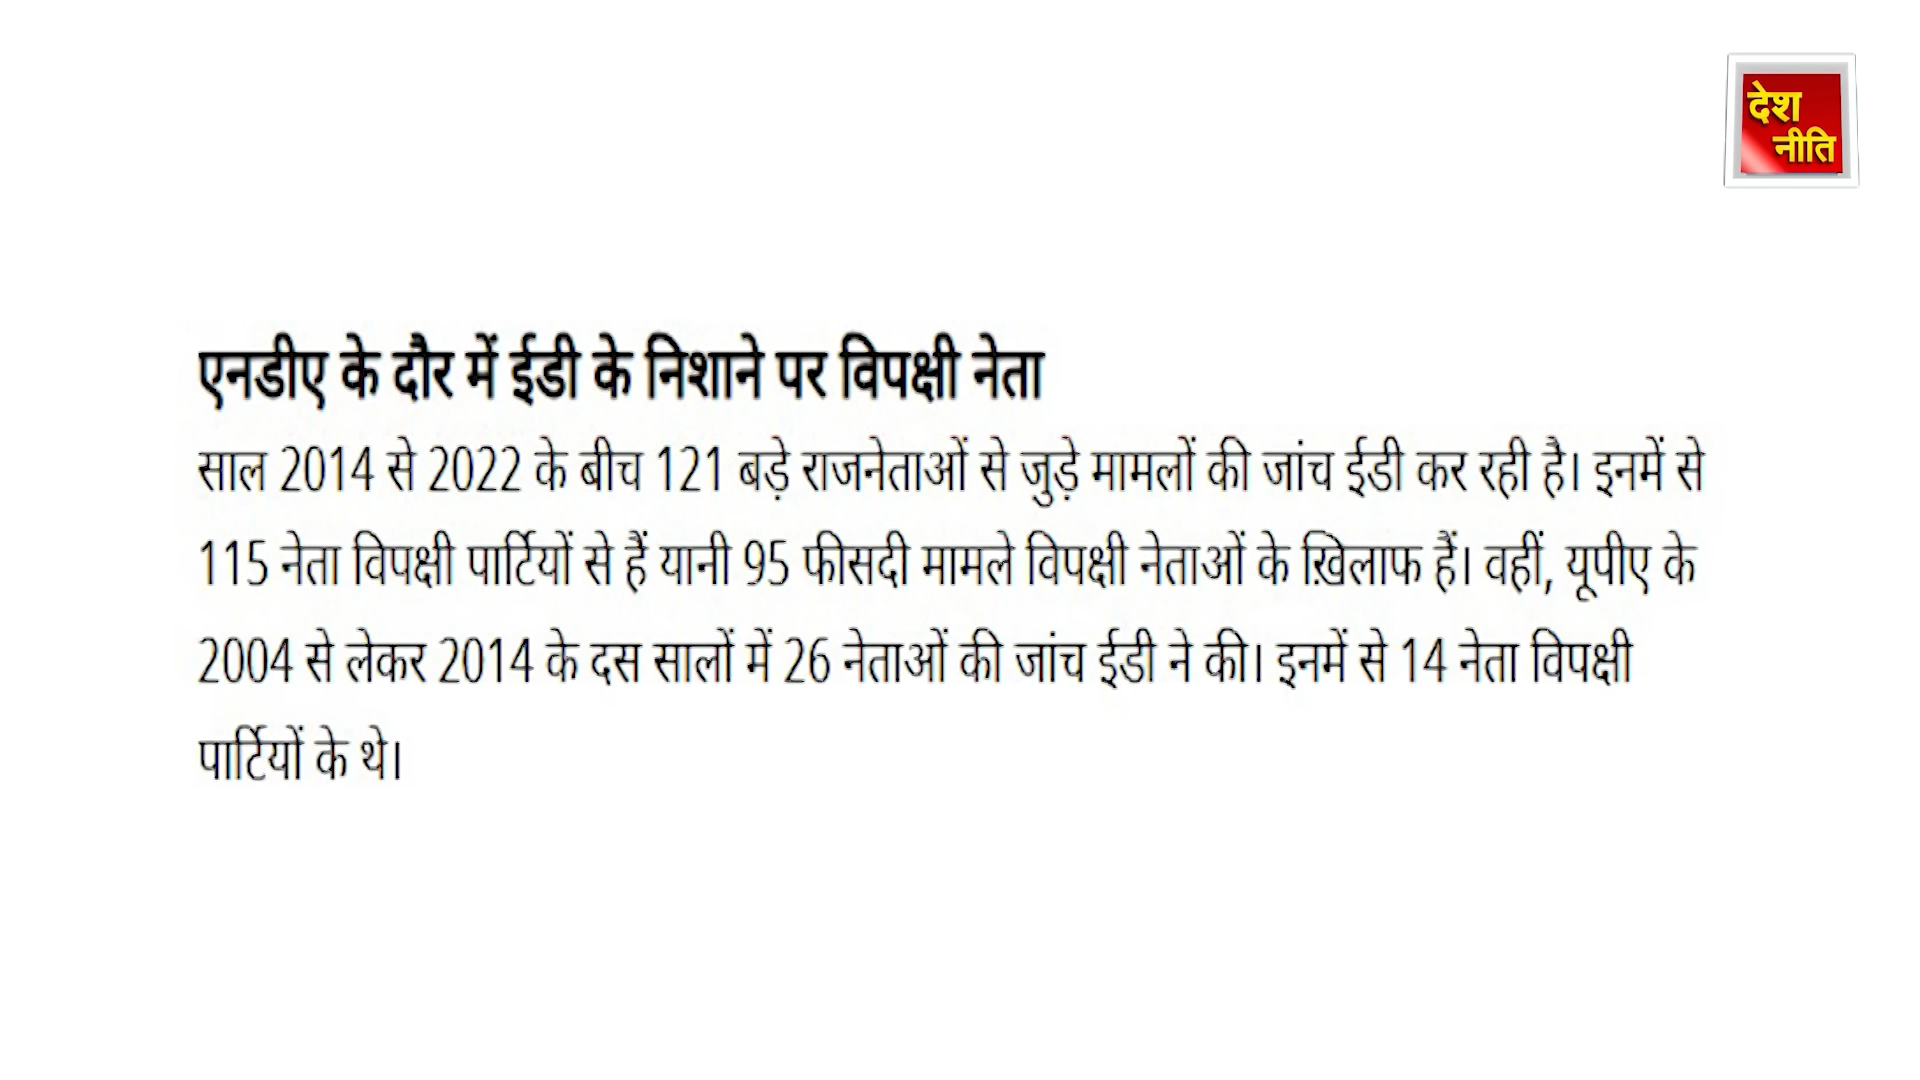 देश
नीति
एनडीए के दौर में ईडी के निशाने पर विपक्षी नेता
साल 2014 से 2022 के बीच 121 बड़े राजनेताओं से जुड़े मामलों की जांच ईडी कर रही है। इनमें से
115 नेता विपक्षी पार्टियों से हैं यानी 95 फीसदी मामले विपक्षी नेताओं के ख़िलाफ हैं। वहीं, यूपीए के
2004 से लेकर 2014 के दस सालों में 26 नेताओं की जांच ईडी ने की। इनमें से 14 नेता विपक्षी
पार्टियों के थे।